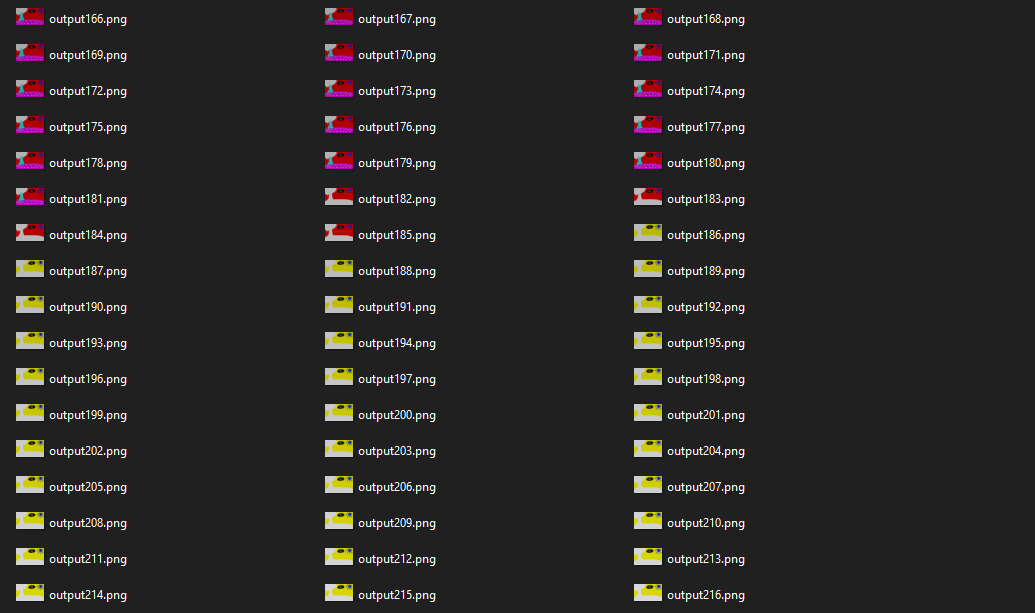 output166.png output167.png output168.png
output169.png output170.png output171.png
output172.png output173.png output174.png
output175.png output176.png output177.png
output178.png output179.png output180.png
output181.png output182.png output183.png
output184.png output185.png output186.png
output187.png output188.png output189.png
output190.png output191.png output192.png
output193.png output194.png output195.png
output196.png output197.png output198.png
output199.png output200.png output201.png
output202.png output203.png output204.png
output205.png output206.png output207.png
output208.png output209.png output210.png
output211.png output212.png output213.png
output214.png output215.png output216.png